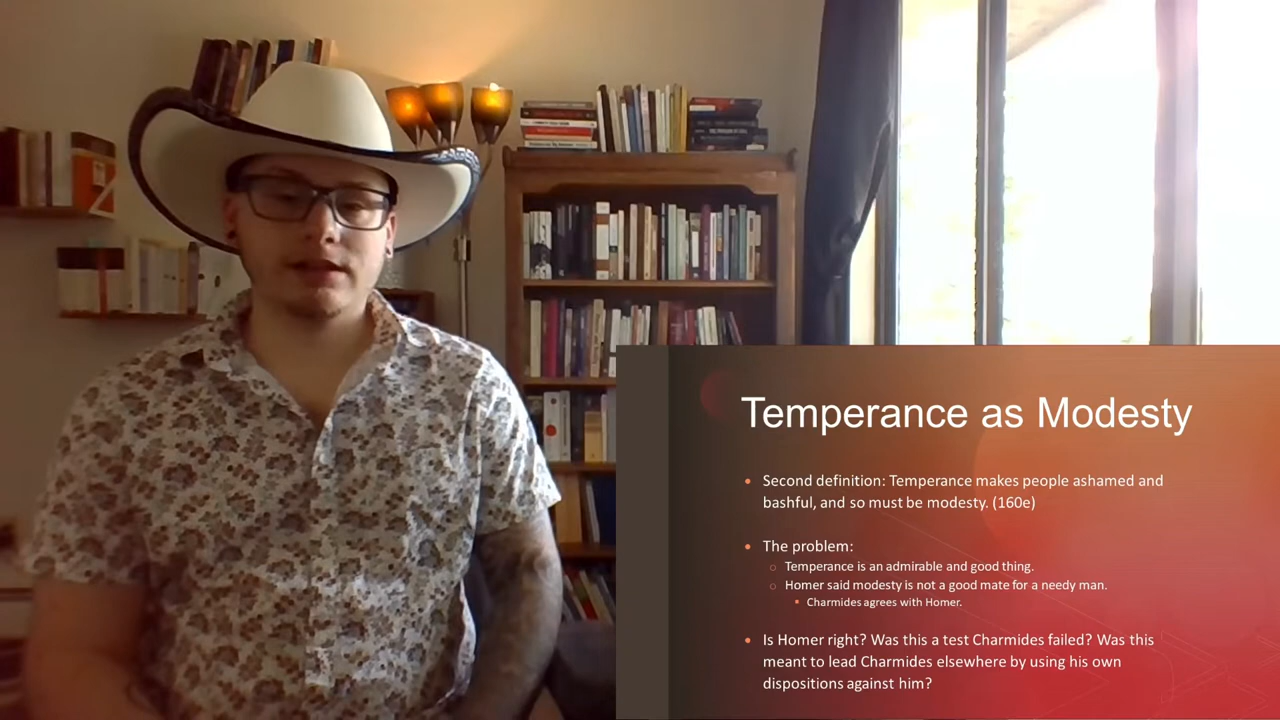 Temperance as Modesty
• Second definition: Temperance makes people ashamed and
bashful, and so must be modesty. (160e)
• The problem:
○ Temperance is an admirable and good thing.
○ Homer said modesty is not a good mate for a needy man.
▪ Charmides agrees with Homer.
• Is Homer right? Was this a test Charmides failed? Was this
meant to lead Charmides elsewhere by using his own
dispositions against him?